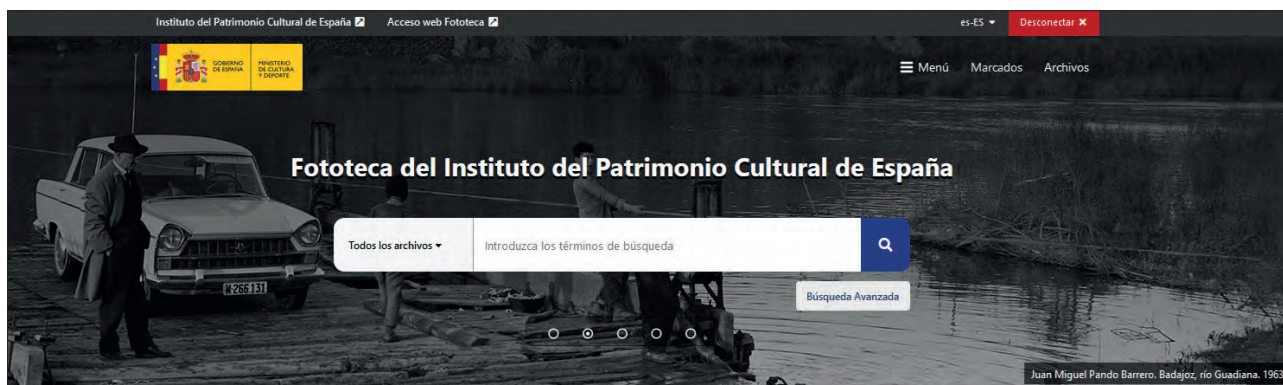 Instituto del Patrimonio Cultural de España Acceso web Fototeca es-ES Desconectar ✖
GOBIERNO DE ESPAÑA
MINISTERIO DE CULTURA Y DEPORTE
Menú Marcados Archivos
Fototeca del Instituto del Patrimonio Cultural de España
Todos los archivos Introduzca los términos de búsqueda
M-266.131
Búsqueda Avanzada
Juan Miguel Pando Barrero. Badajoz, río Guadiana. 1963